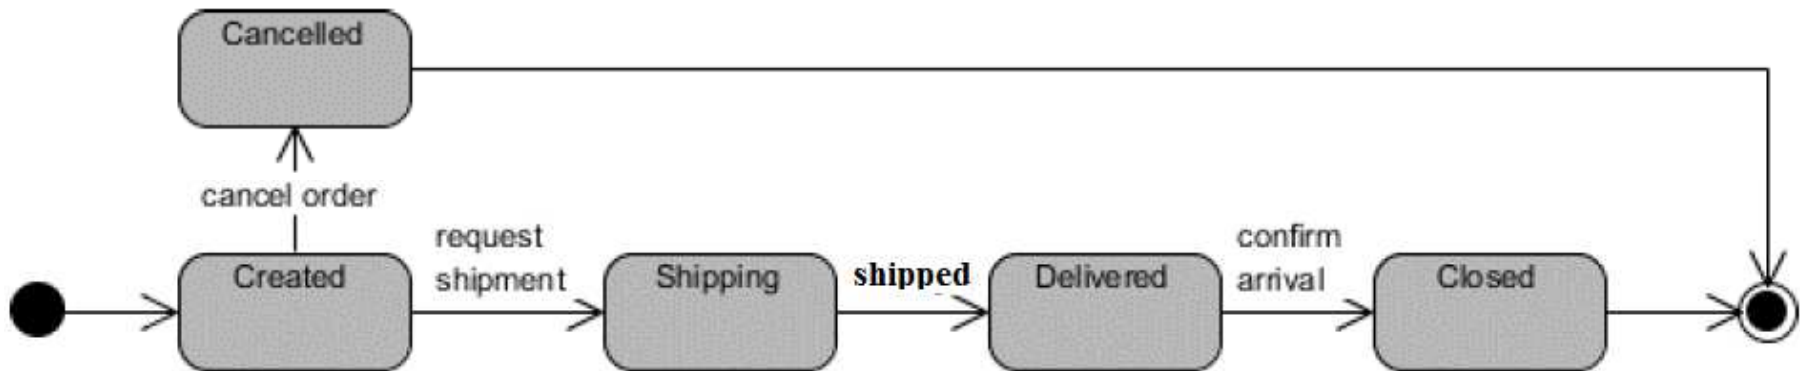 Cancelled
cancel order
Created
request
shipment
Shipping
shipped
Delivered
confirm
arrival
Closed